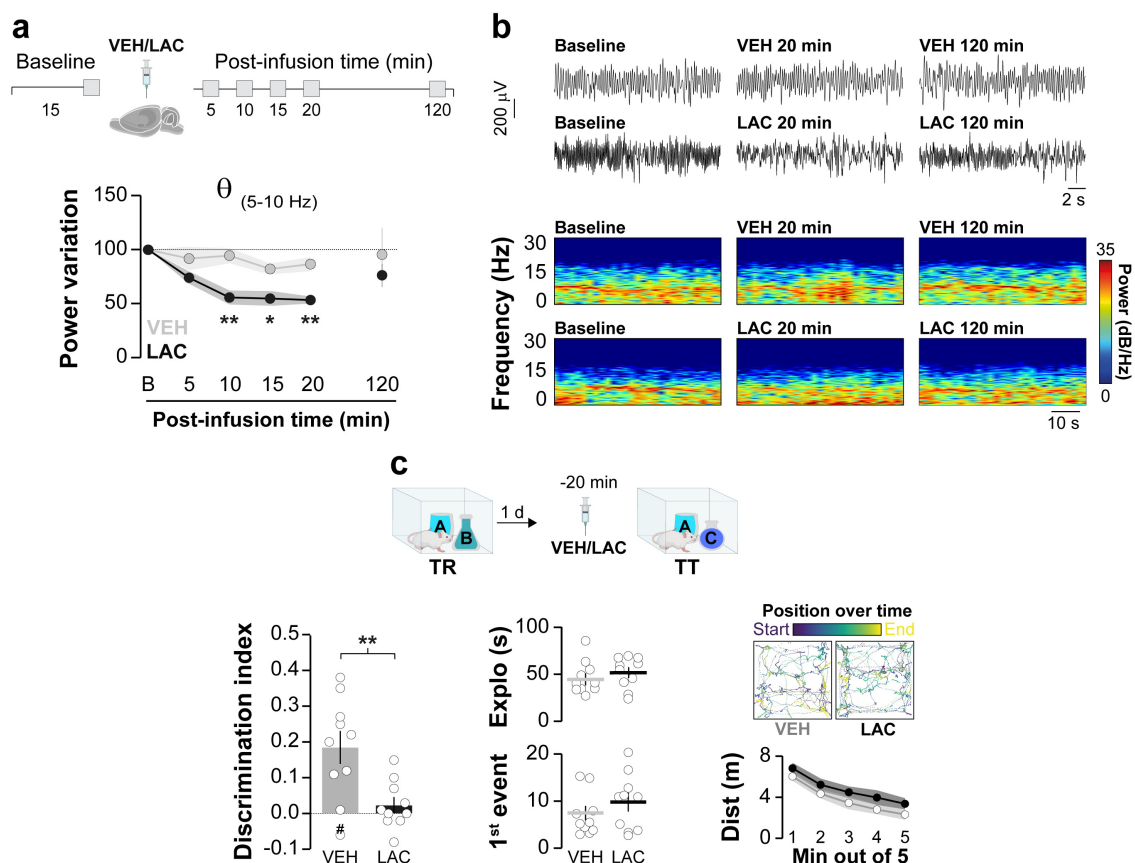 a
VEH/LAC
Baseline
Post-infusion time (min)
15
5 10 15 20 120
θ (5-10 Hz)
Power variation
150
100
50
0
VEH
LAC
** * **
B 5 10 15 20 120
Post-infusion time (min)
b
Baseline VEH 20 min VEH 120 min
200 µV
Baseline LAC 20 min LAC 120 min
2 s
Baseline VEH 20 min VEH 120 min
Frequency (Hz)
30
15
0
35
Power (dB/Hz)
0
Baseline LAC 20 min LAC 120 min
30
15
0
10 s
c
-20 min
1 d
VEH/LAC
A
B
A
C
TR
TT
Discrimination index
0.5
0.4
0.3
0.2
0.1
0.0
-0.1
**
#
VEH LAC
Explo (s)
100
50
0
1st event
20
10
0
VEH LAC
Position over time
Start End
VEH LAC
Dist (m)
8
4
0
1 2 3 4 5
Min out of 5